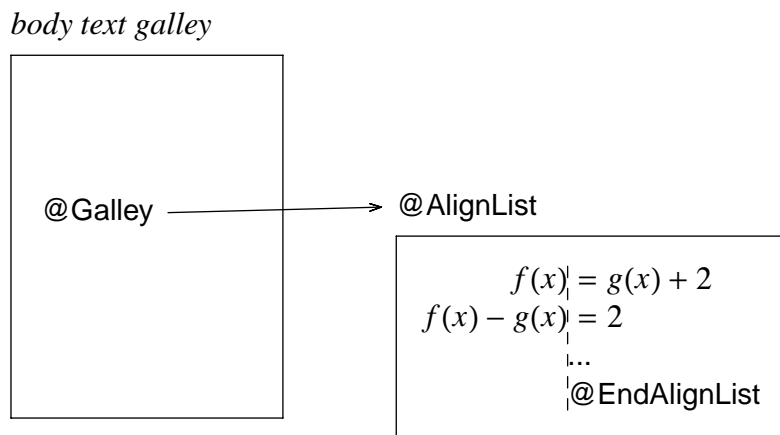 body text galley
@Galley
@AlignList
f(x) = g(x) + 2
f(x) − g(x) = 2
...
@EndAlignList